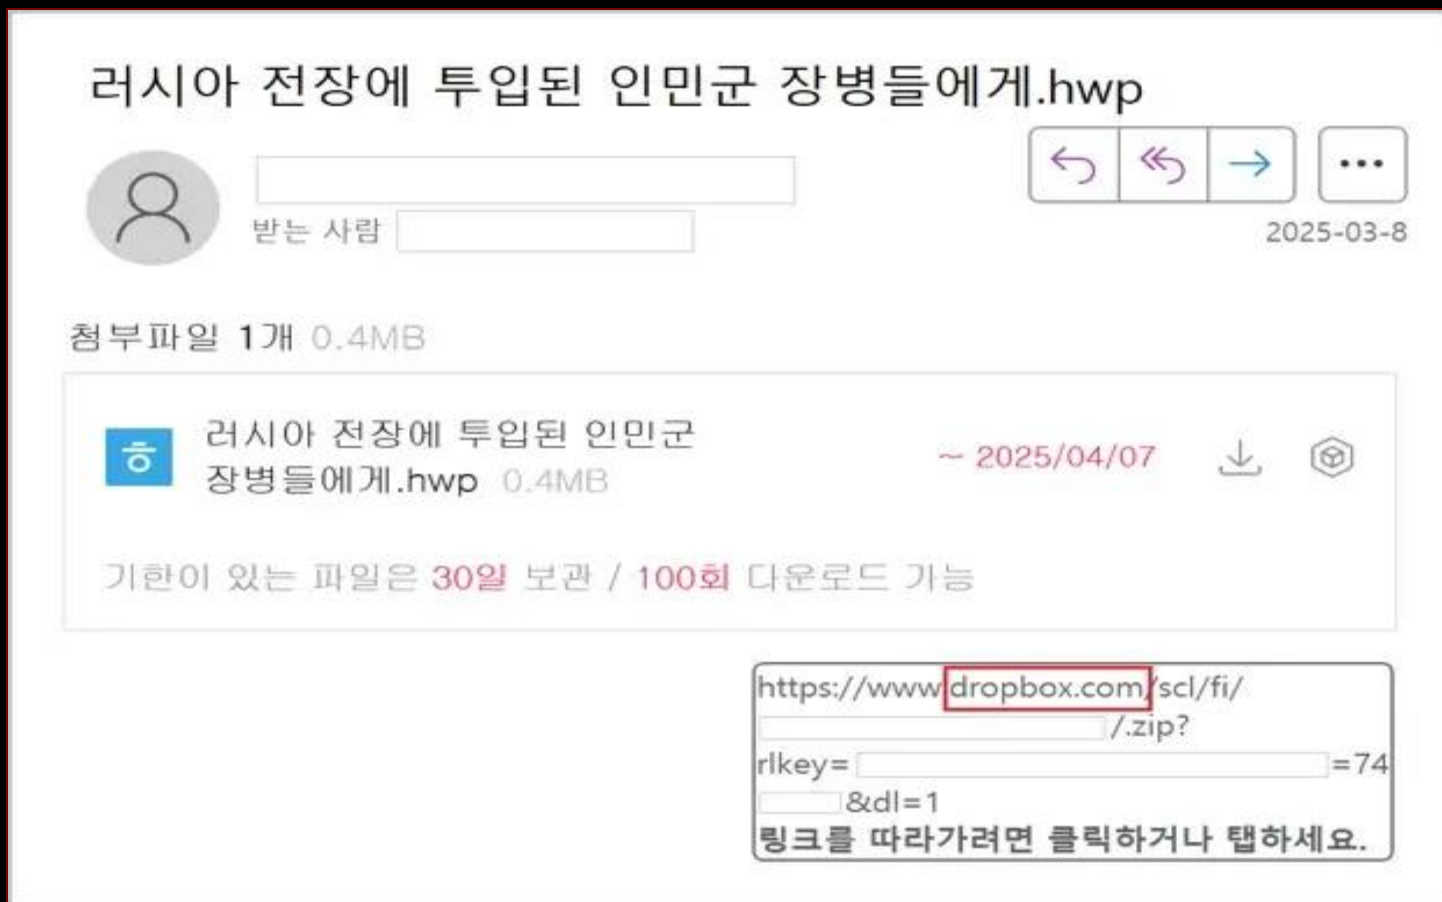 러시아 전장에 투입된 인민군 장병들에게.hwp
받는 사람
2025-03-8
첨부파일 1개 0.4MB
ㅎ
러시아 전장에 투입된 인민군
장병들에게.hwp 0.4MB
~ 2025/04/07
기한이 있는 파일은 30일 보관 / 100회 다운로드 가능
https://www.dropbox.com/scl/fi/
/.zip?
rlkey= =74
&dl=1
링크를 따라가려면 클릭하거나 탭하세요.